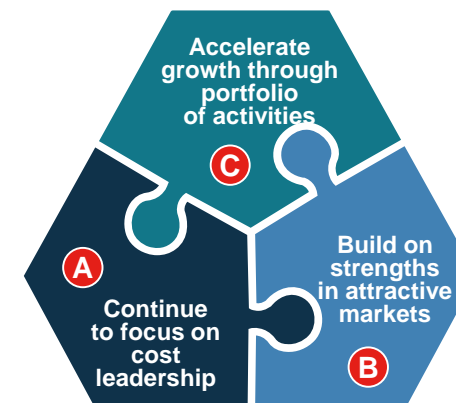 Accelerate
growth through
portfolio
of activities
C
A
Continue
to focus on
cost
leadership
Build on
strengths
in attractive
markets
B